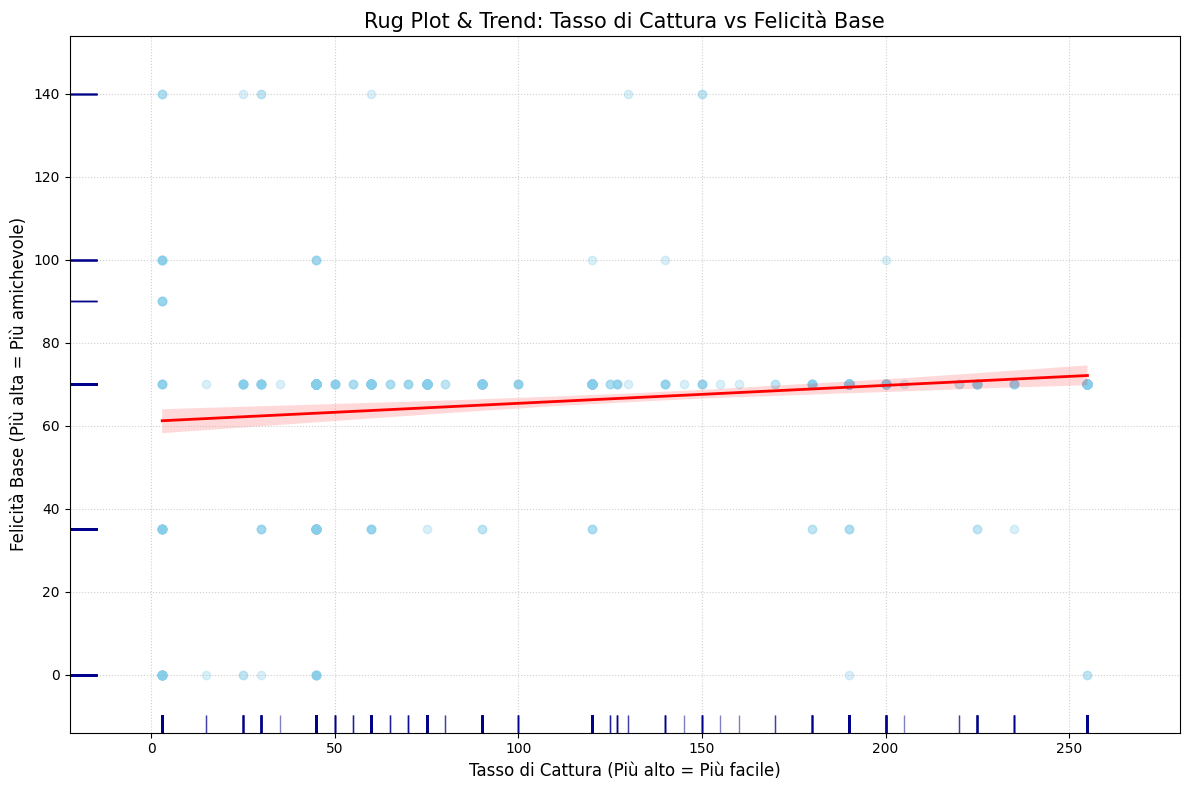 Rug Plot & Trend: Tasso di Cattura vs Felicità Base
Felicità Base (Più alta = Più amichevole)
140
120
100
80
60
40
20
0
0 50 100 150 200 250
Tasso di Cattura (Più alto = Più facile)